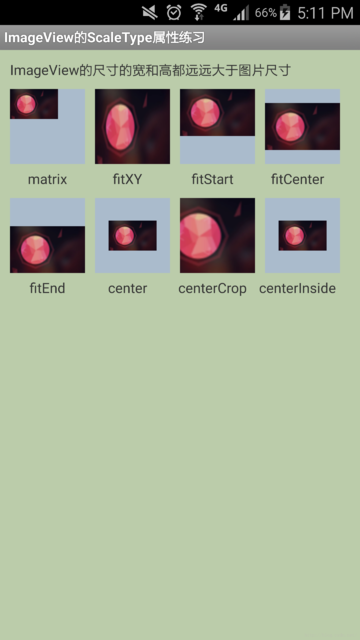 4G 66% 5:11 PM
ImageView的ScaleType属性练习
ImageView的尺寸的宽和高都远远大于图片尺寸
matrix fitXY fitStart fitCenter
fitEnd center centerCrop centerInside